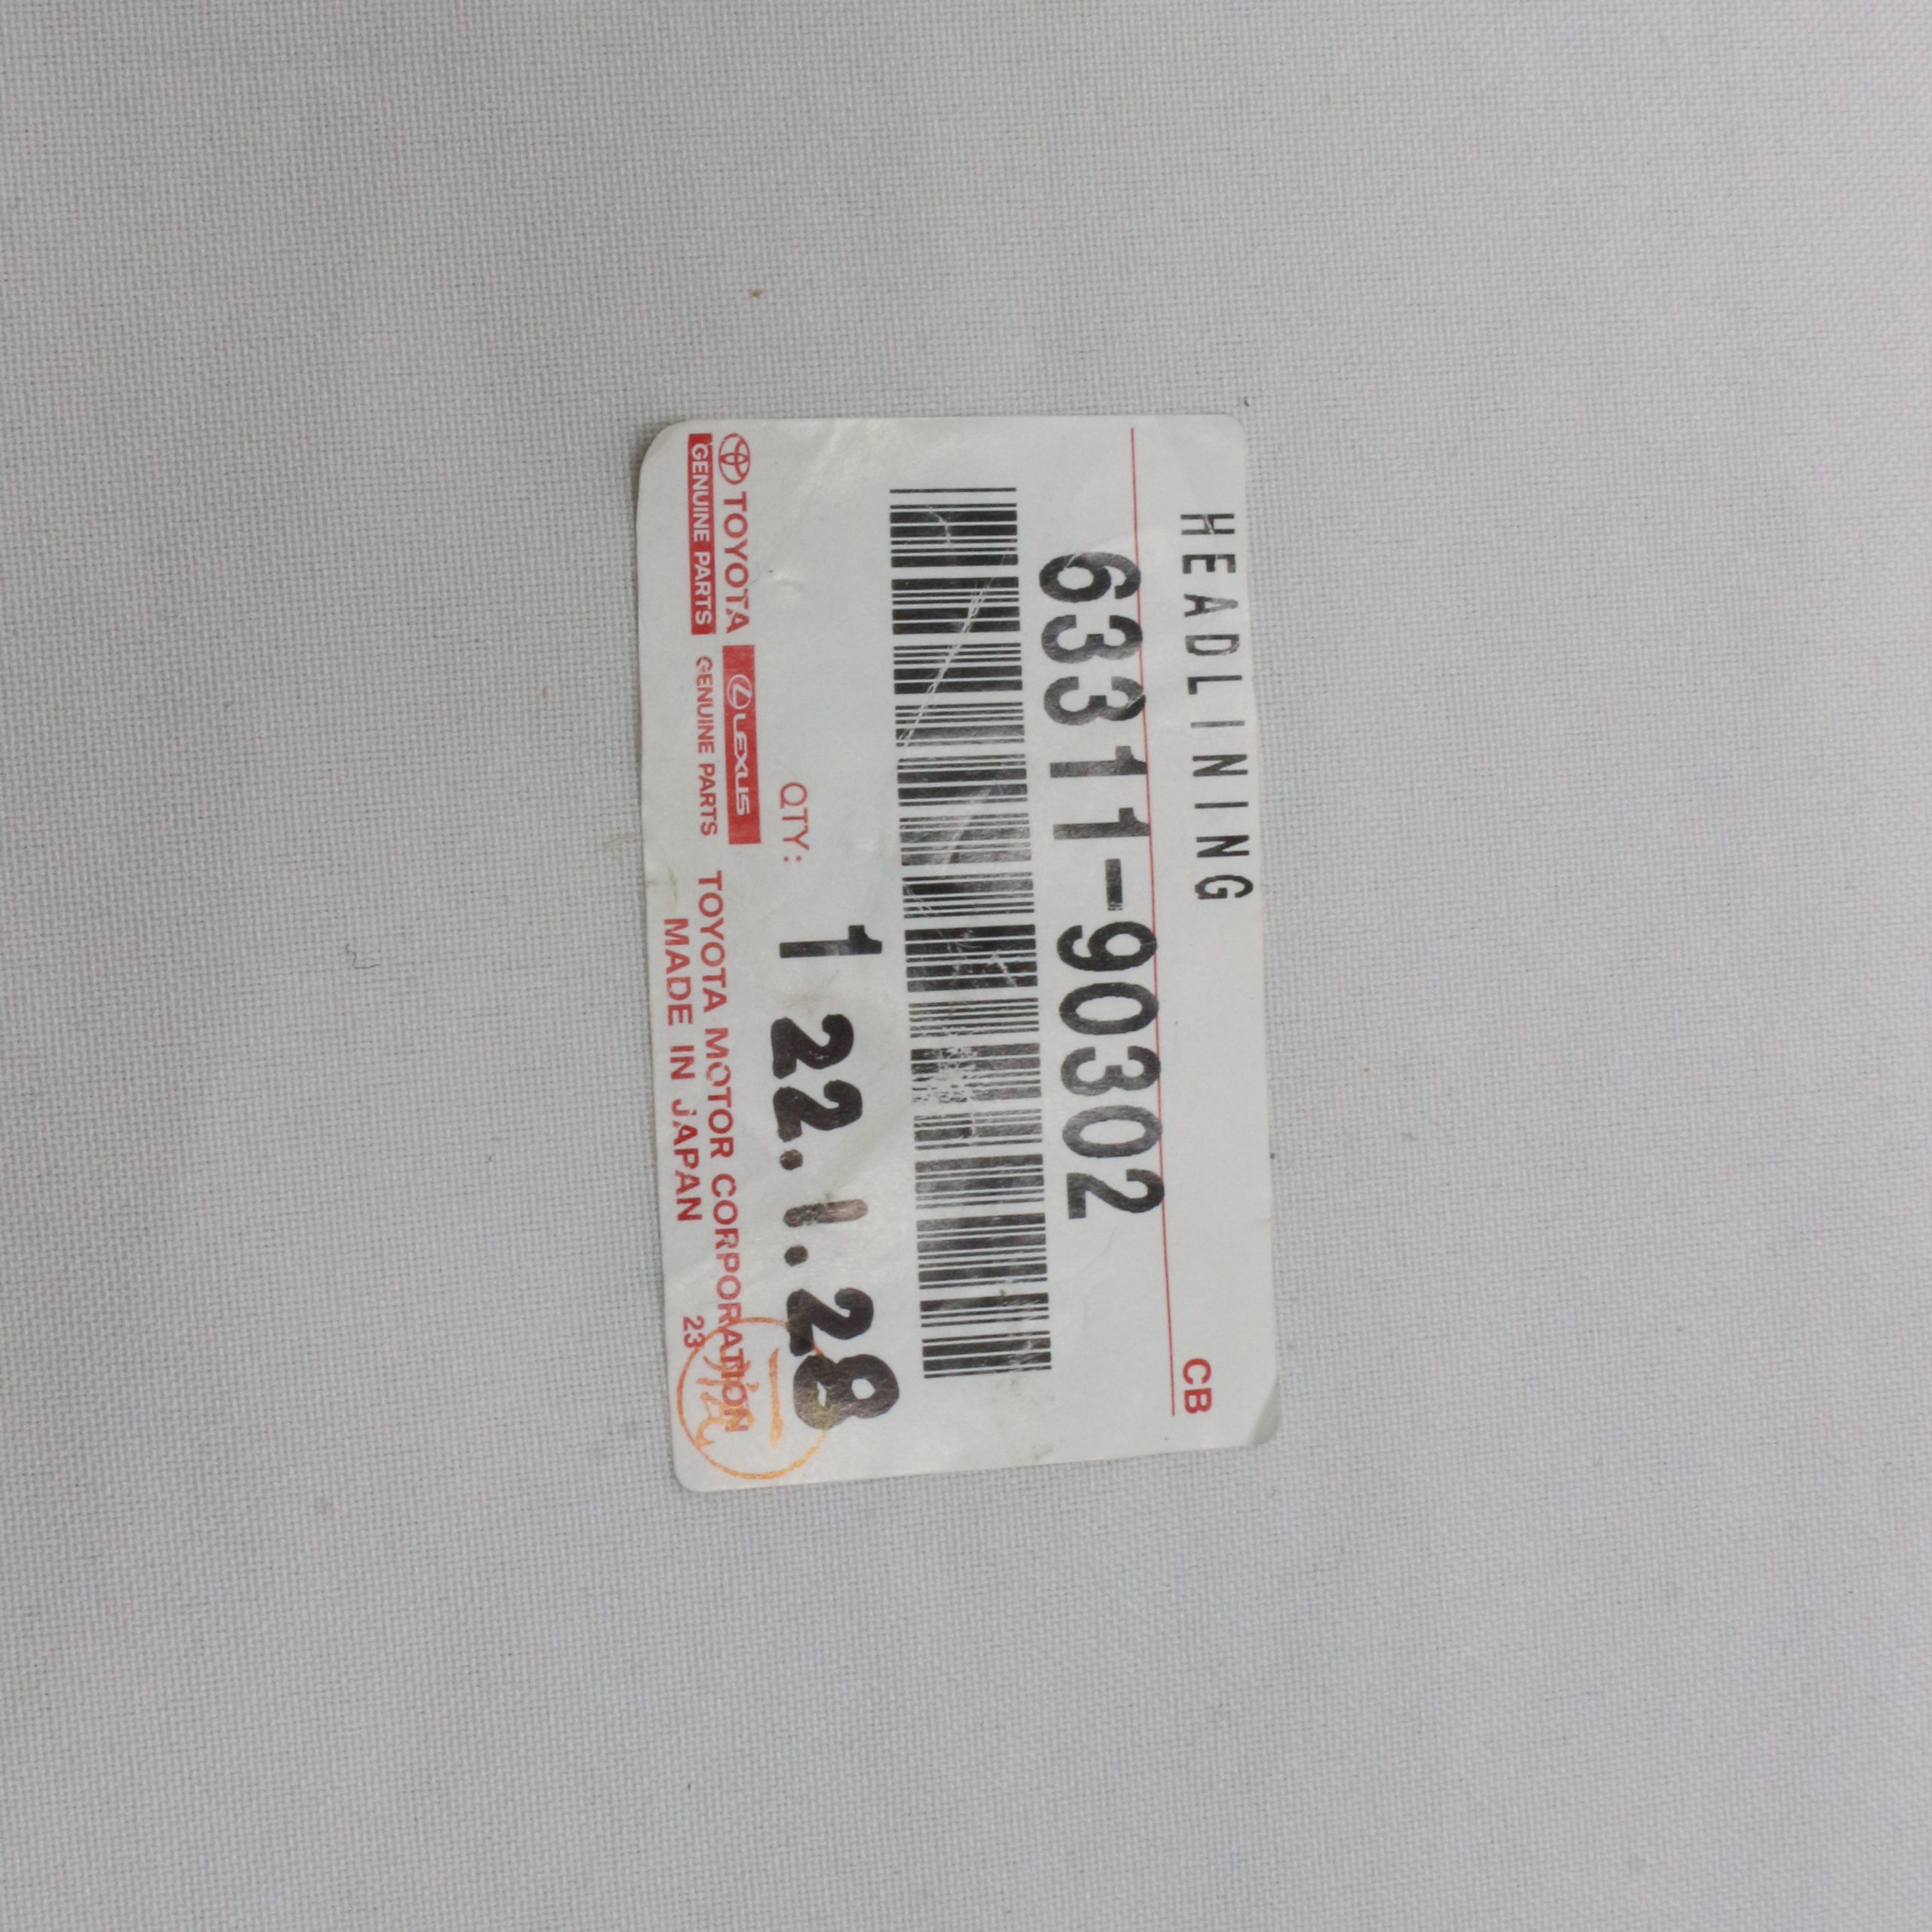 HEADLINING
CB
63311-90302
QTY: 1 22.1.28
TOYOTA
GENUINE PARTS
LEXUS
GENUINE PARTS
TOYOTA MOTOR CORPORATION
MADE IN JAPAN
23